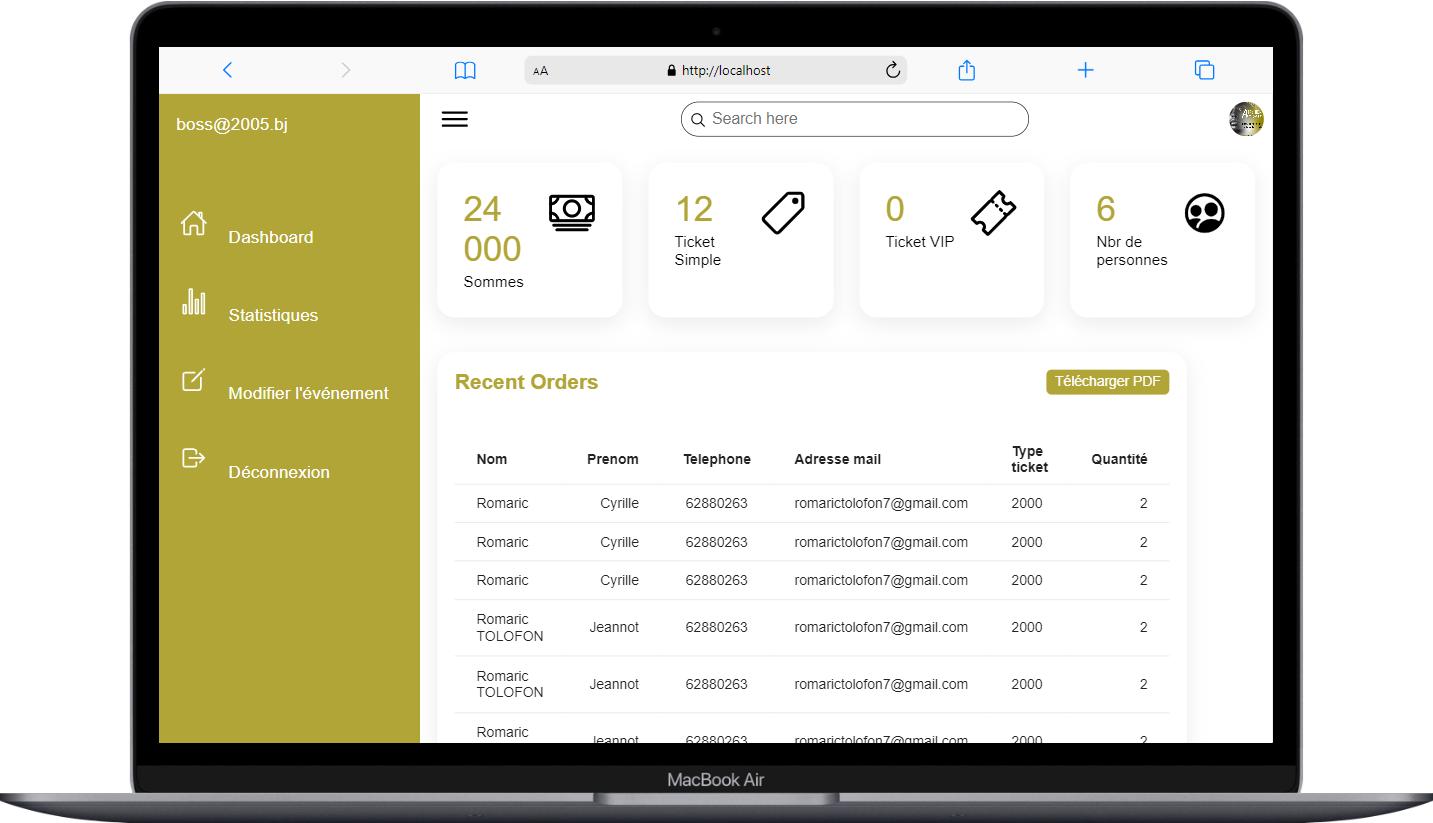 AA
http://localhost
boss@2005.bj
Search here
Dashboard
Statistiques
Modifier l'événement
Déconnexion
24
000
Sommes
12
Ticket
Simple
0
Ticket VIP
6
Nbr de
personnes
Recent Orders
Télécharger PDF
Nom Prenom Telephone Adresse mail Type ticket Quantité
Romaric Cyrille 62880263 romarictolofon7@gmail.com 2000 2
Romaric Cyrille 62880263 romarictolofon7@gmail.com 2000 2
Romaric Cyrille 62880263 romarictolofon7@gmail.com 2000 2
Romaric
TOLOFON Jeannot 62880263 romarictolofon7@gmail.com 2000 2
Romaric
TOLOFON Jeannot 62880263 romarictolofon7@gmail.com 2000 2
Romaric
Jeannot 62880263 romarictolofon7@gmail.com 2000 2
MacBook Air